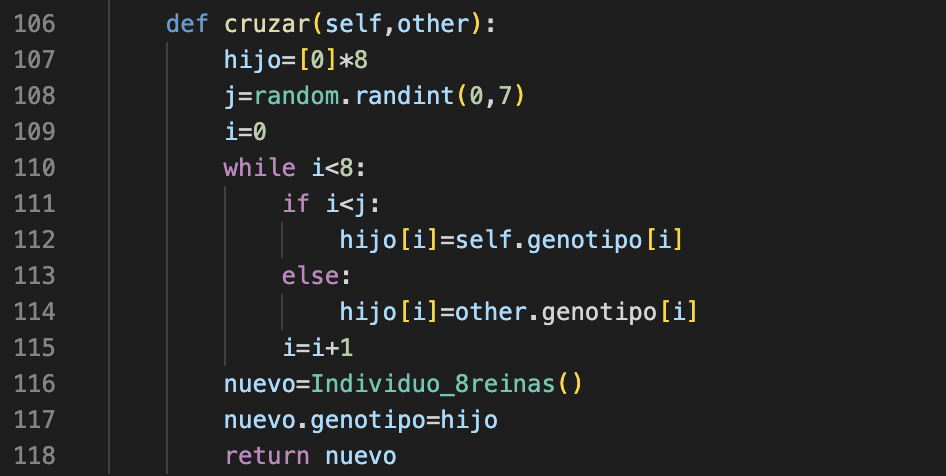 106 def cruzar(self,other):
107 hijo=[0]*8
108 j=random.randint(0,7)
109 i=0
110 while i<8:
111 if i<j:
112 hijo[i]=self.genotipo[i]
113 else:
114 hijo[i]=other.genotipo[i]
115 i=i+1
116 nuevo=Individuo_8reinas()
117 nuevo.genotipo=hijo
118 return nuevo